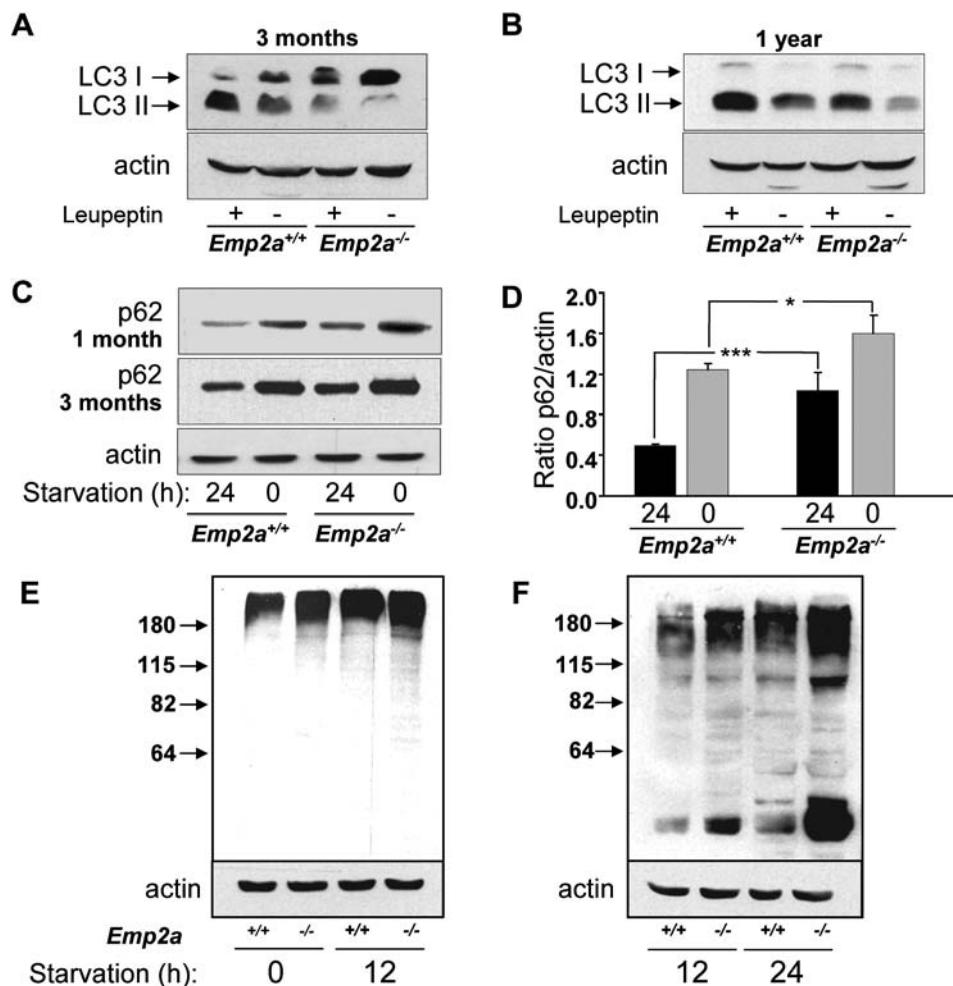 A
3 months
LC3 I
LC3 II
actin
Leupeptin + - + -
Emp2a+/+ Emp2a-/-
B
1 year
LC3 I
LC3 II
actin
Leupeptin + - + -
Emp2a+/+ Emp2a-/-
C
p62
1 month
p62
3 months
actin
Starvation (h): 24 0 24 0
Emp2a+/+ Emp2a-/-
D
Ratio p62/actin
2.0
1.6
1.2
0.8
0.4
0.0
*
***
24 0 24 0
Emp2a+/+ Emp2a-/-
E
180
115
82
64
actin
Emp2a +/+ -/- +/+ -/-
Starvation (h): 0 12
F
180
115
82
64
actin
+/+ -/- +/+ -/-
12 24